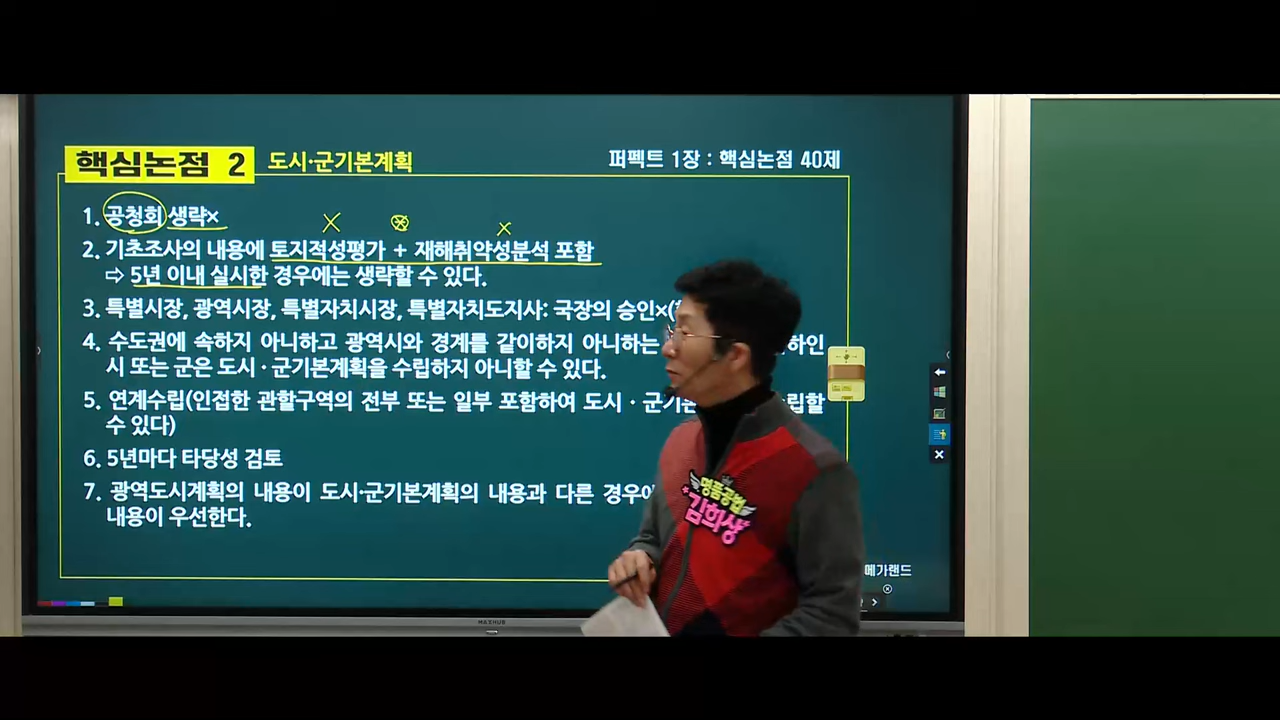 핵심논점 2 도시·군기본계획 퍼펙트 1장 : 핵심논점 40제
1. 공청회 생략×
2. 기초조사의 내용에 토지적성평가 + 재해취약성분석 포함
⇨ 5년 이내 실시한 경우에는 생략할 수 있다.
3. 특별시장, 광역시장, 특별자치시장, 특별자치도지사: 국장의 승인×(
4. 수도권에 속하지 아니하고 광역시와 경계를 같이하지 아니하는 하인
시 또는 군은 도시·군기본계획을 수립하지 아니할 수 있다.
5. 연계수립(인접한 관할구역의 전부 또는 일부 포함하여 도시·군기 립할
수 있다)
6. 5년마다 타당성 검토
7. 광역도시계획의 내용이 도시·군기본계획의 내용과 다른 경우에
내용이 우선한다.
명품공법
김희상
메가랜드
MAXHUB